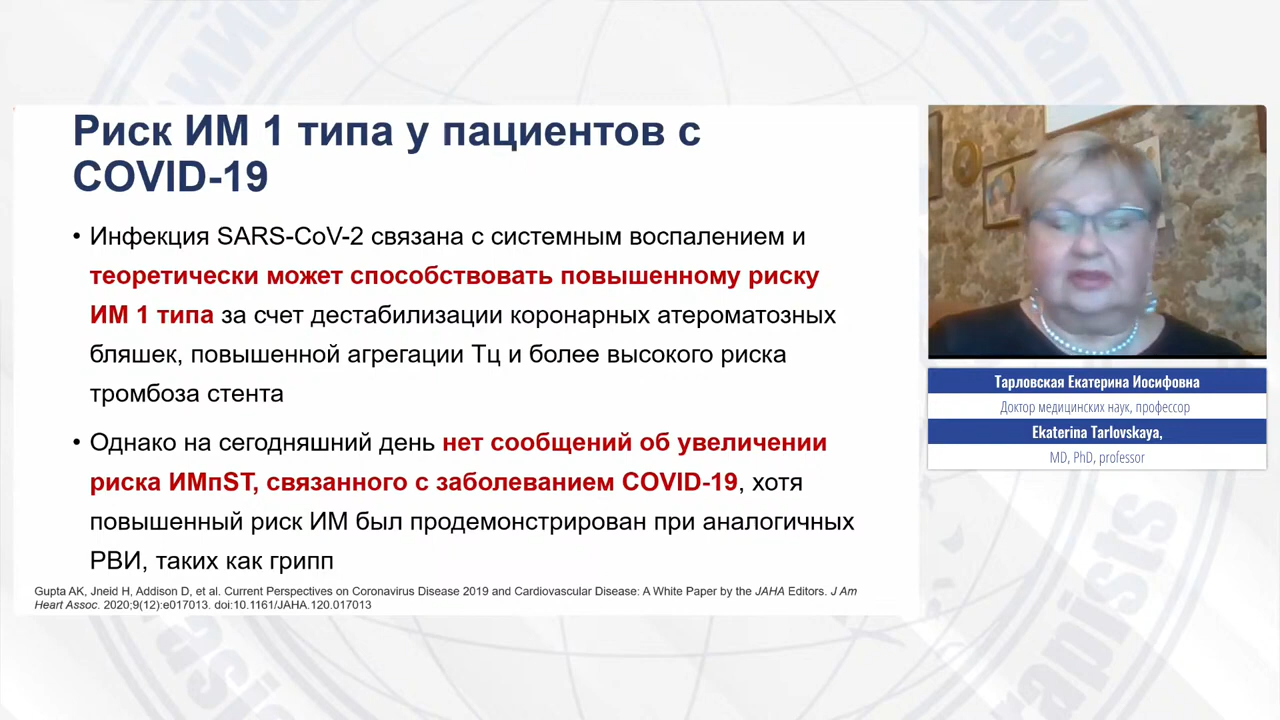 Риск ИМ 1 типа у пациентов с
COVID-19
• Инфекция SARS-CoV-2 связана с системным воспалением и
теоретически может способствовать повышенному риску
ИМ 1 типа за счет дестабилизации коронарных атероматозных
бляшек, повышенной агрегации Тц и более высокого риска
тромбоза стента
• Однако на сегодняшний день нет сообщений об увеличении
риска ИМпST, связанного с заболеванием COVID-19, хотя
повышенный риск ИМ был продемонстрирован при аналогичных
РВИ, таких как грипп
Gupta AK, Jneid H, Addison D, et al. Current Perspectives on Coronavirus Disease 2019 and Cardiovascular Disease: A White Paper by the JAHA Editors. J Am
Heart Assoc. 2020;9(12):e017013. doi:10.1161/JAHA.120.017013
Тарловская Екатерина Иосифовна
Доктор медицинских наук, профессор
Ekaterina Tarlovskaya,
MD, PhD, professor